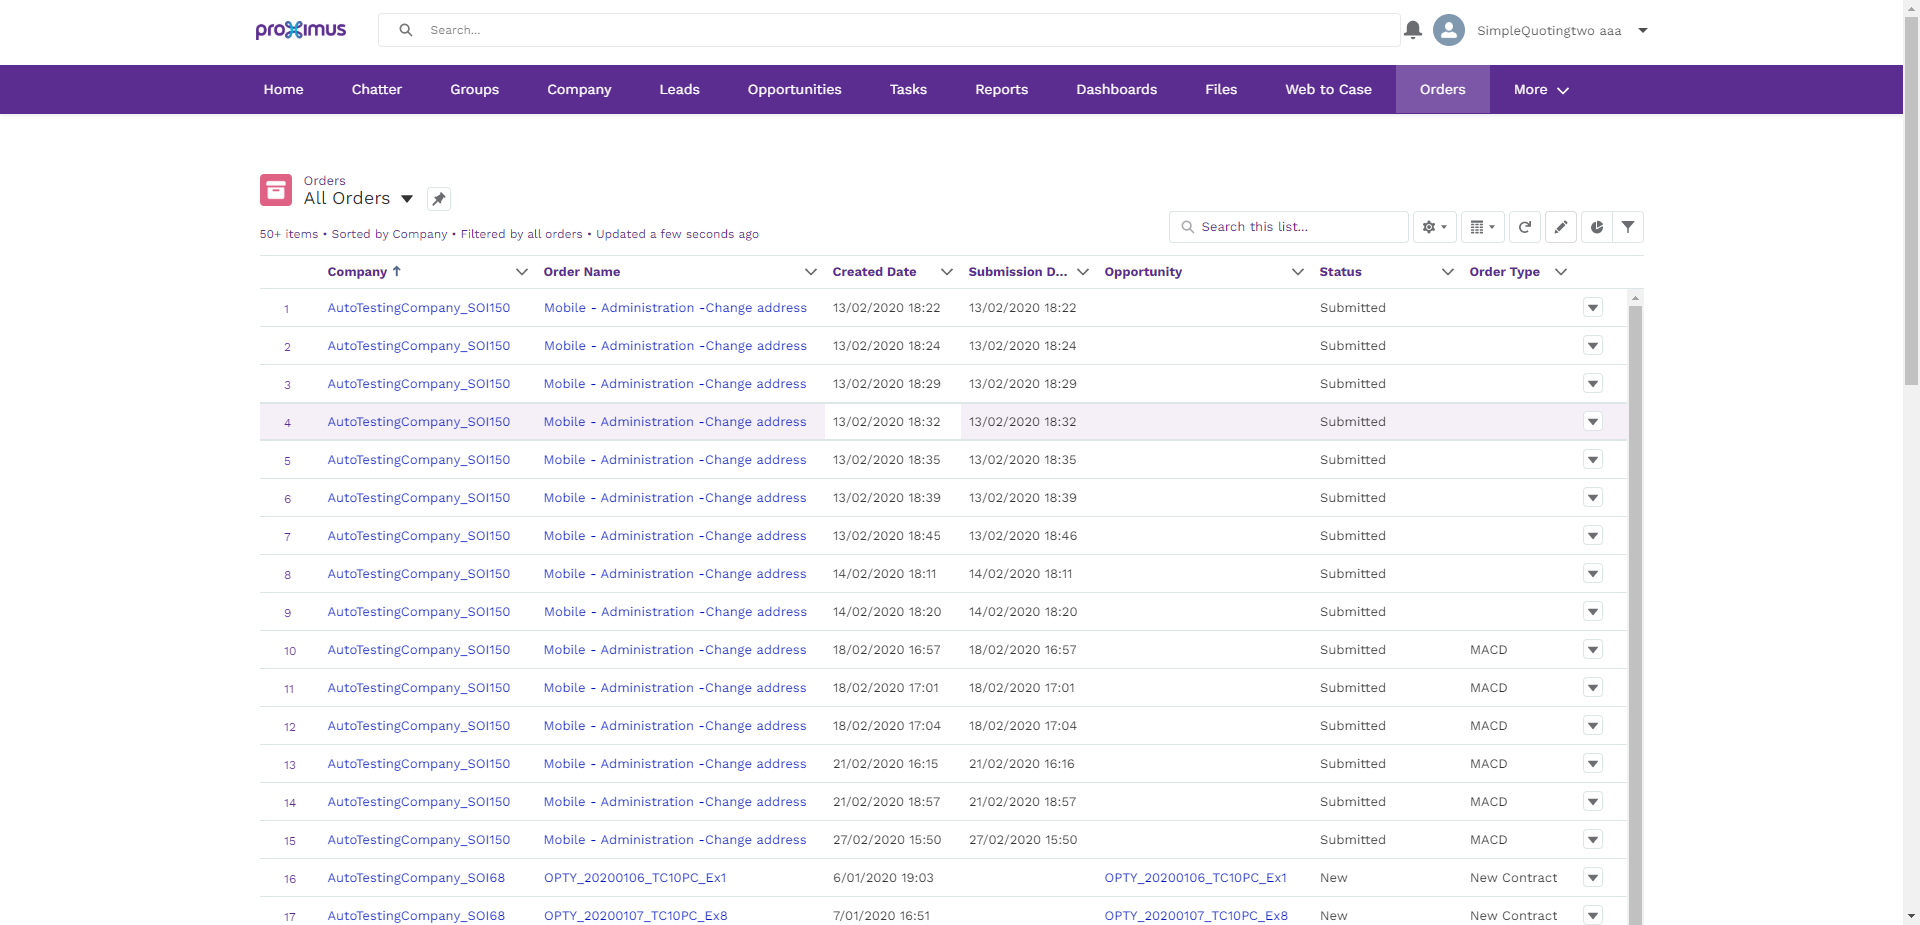 proximus
Search...
SimpleQuotingtwo aaa
Home Chatter Groups Company Leads Opportunities Tasks Reports Dashboards Files Web to Case Orders More
Orders
All Orders
50+ items • Sorted by Company • Filtered by all orders • Updated a few seconds ago
Search this list...
Company Order Name Created Date Submission D... Opportunity Status Order Type
1 AutoTestingCompany_SOI150 Mobile - Administration -Change address 13/02/2020 18:22 13/02/2020 18:22 Submitted
2 AutoTestingCompany_SOI150 Mobile - Administration -Change address 13/02/2020 18:24 13/02/2020 18:24 Submitted
3 AutoTestingCompany_SOI150 Mobile - Administration -Change address 13/02/2020 18:29 13/02/2020 18:29 Submitted
4 AutoTestingCompany_SOI150 Mobile - Administration -Change address 13/02/2020 18:32 13/02/2020 18:32 Submitted
5 AutoTestingCompany_SOI150 Mobile - Administration -Change address 13/02/2020 18:35 13/02/2020 18:35 Submitted
6 AutoTestingCompany_SOI150 Mobile - Administration -Change address 13/02/2020 18:39 13/02/2020 18:39 Submitted
7 AutoTestingCompany_SOI150 Mobile - Administration -Change address 13/02/2020 18:45 13/02/2020 18:46 Submitted
8 AutoTestingCompany_SOI150 Mobile - Administration -Change address 14/02/2020 18:11 14/02/2020 18:11 Submitted
9 AutoTestingCompany_SOI150 Mobile - Administration -Change address 14/02/2020 18:20 14/02/2020 18:20 Submitted
10 AutoTestingCompany_SOI150 Mobile - Administration -Change address 18/02/2020 16:57 18/02/2020 16:57 Submitted MACD
11 AutoTestingCompany_SOI150 Mobile - Administration -Change address 18/02/2020 17:01 18/02/2020 17:01 Submitted MACD
12 AutoTestingCompany_SOI150 Mobile - Administration -Change address 18/02/2020 17:04 18/02/2020 17:04 Submitted MACD
13 AutoTestingCompany_SOI150 Mobile - Administration -Change address 21/02/2020 16:15 21/02/2020 16:16 Submitted MACD
14 AutoTestingCompany_SOI150 Mobile - Administration -Change address 21/02/2020 18:57 21/02/2020 18:57 Submitted MACD
15 AutoTestingCompany_SOI150 Mobile - Administration -Change address 27/02/2020 15:50 27/02/2020 15:50 Submitted MACD
16 AutoTestingCompany_SOI68 OPTY_20200106_TC10PC_Ex1 6/01/2020 19:03 OPTY_20200106_TC10PC_Ex1 New New Contract
17 AutoTestingCompany_SOI68 OPTY_20200107_TC10PC_Ex8 7/01/2020 16:51 OPTY_20200107_TC10PC_Ex8 New New Contract